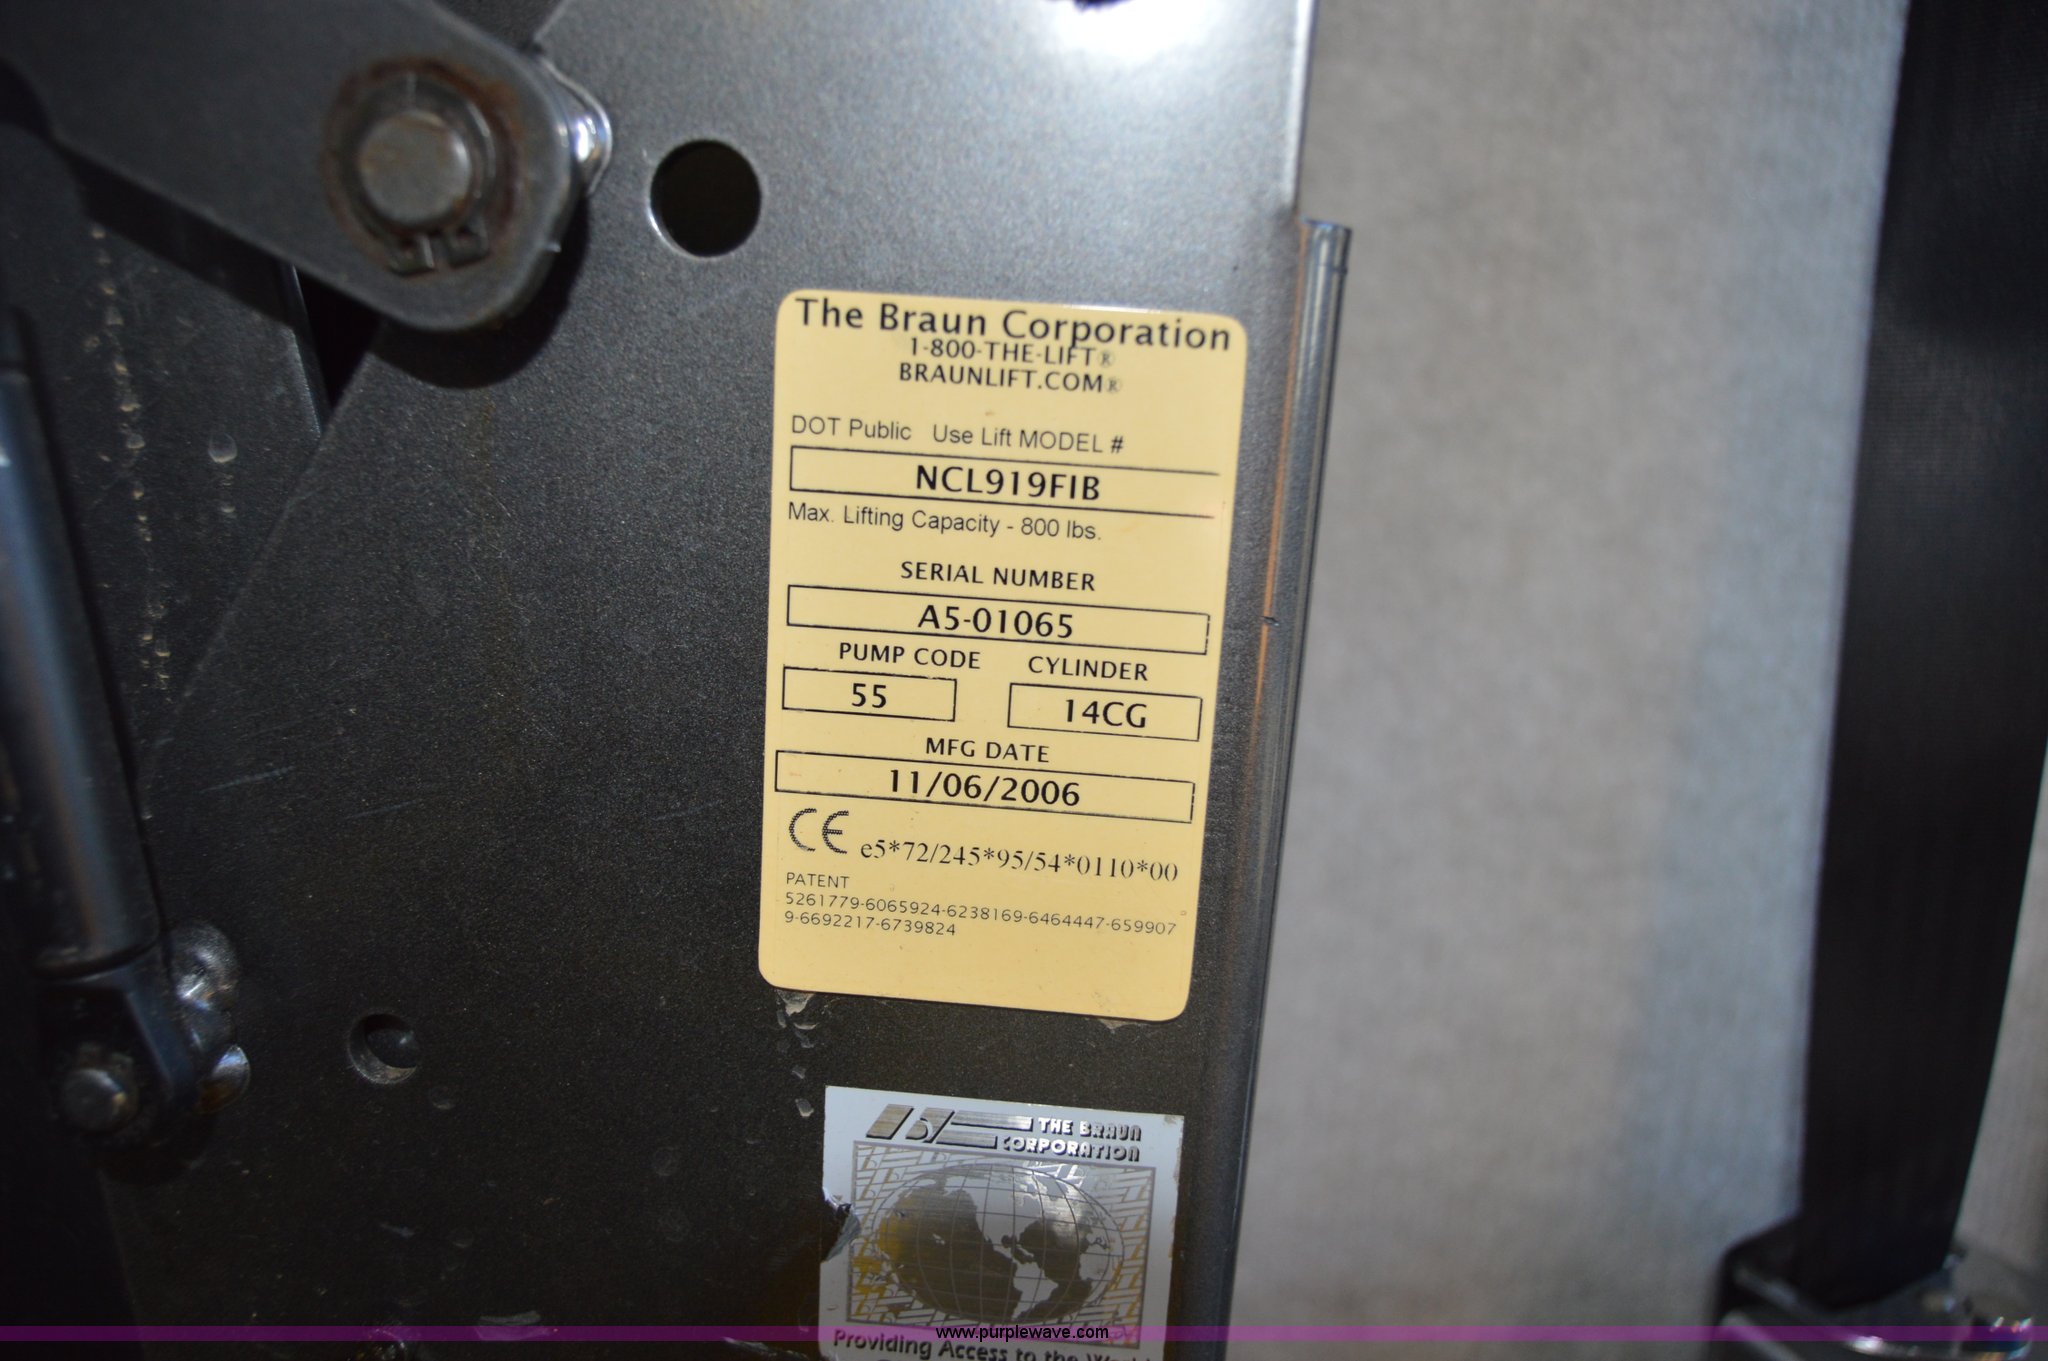 The Braun Corporation
1-800-THE-LIFT®
BRAUNLIFT.COM®
DOT Public Use Lift MODEL #
NCL919FIB
Max. Lifting Capacity - 800 lbs.
SERIAL NUMBER
A5-01065
PUMP CODE CYLINDER
55 14CG
MFG DATE
11/06/2006
CE e5*72/245*95/54*0110*00
PATENT
5261779-6065924-6238169-6464447-659907
9-6692217-6739824
THE BRAUN
CORPORATION
www.purplewave.com
Providing Access to the World